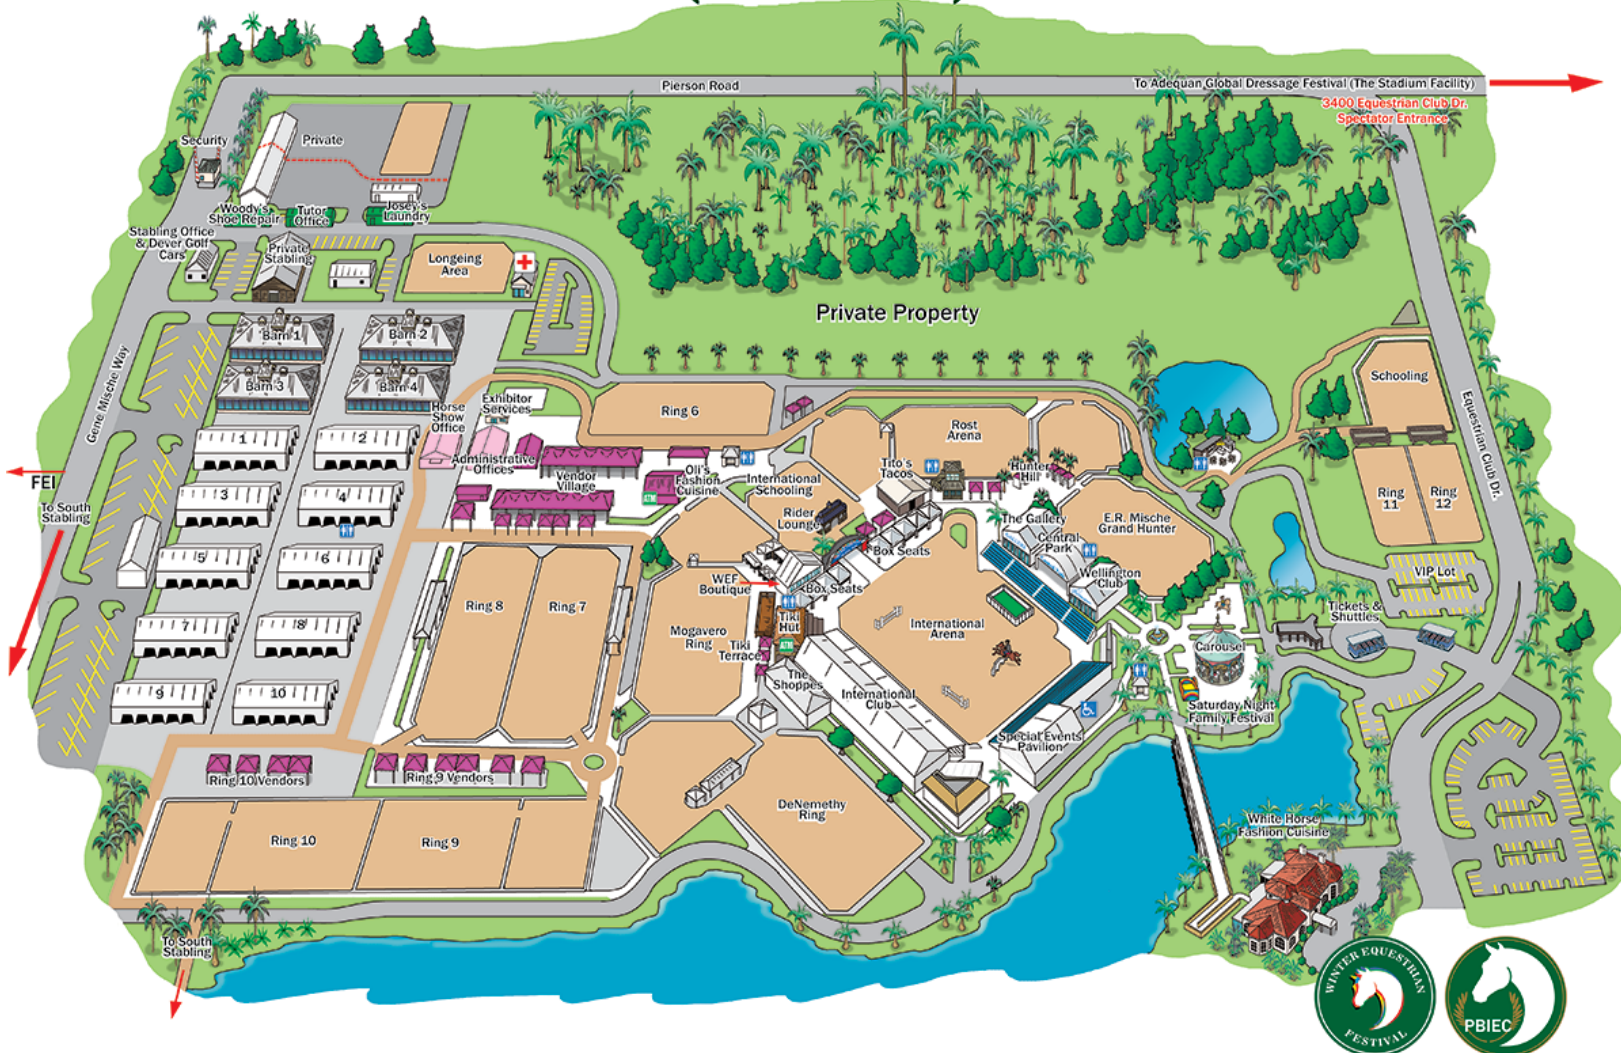 Pierson Road
To Adequan Global Dressage Festival (The Stadium Facility)
3400 Equestrian Club Dr.
Spectator Entrance
Security
Private
Woody's
Shoe Repair
Tutor
Office
Josey's
Laundry
Stabling Office
& Dever Golf
Cars
Private
Stabling
Longeing
Area
Private Property
Barn 1
Barn 2
Barn 3
Barn 4
Gene Mische Way
Equestrian Club Dr.
Schooling
Horse
Show
Office
Exhibitor
Services
Ring 6
Rost
Arena
1
2
Administrative
Offices
Vendor
Village
Oli's
Fashion
Cuisine
ATM
International
Schooling
Tito's
Tacos
Hunter
Hill
FEI
To South
Stabling
3
4
Rider
Lounge
The Gallery
Central
Park
E.R. Mische
Grand Hunter
Ring
11
Ring
12
Box Seats
5
6
WEF
Boutique
Box Seats
Wellington
Club
VIP Lot
Ring 8
Ring 7
Mogavero
Ring
Tiki
Hut
ATM
Tiki
Terrace
International
Arena
Tickets &
Shuttles
7
8
Carousel
The
Shoppes
International
Club
9
10
Saturday Night
Family Festival
Special Events
Pavilion
Ring 10 Vendors
Ring 9 Vendors
DeNemethy
Ring
White Horse
Fashion Cuisine
Ring 10
Ring 9
To South
Stabling
WINTER EQUESTRIAN
FESTIVAL
PBIEC